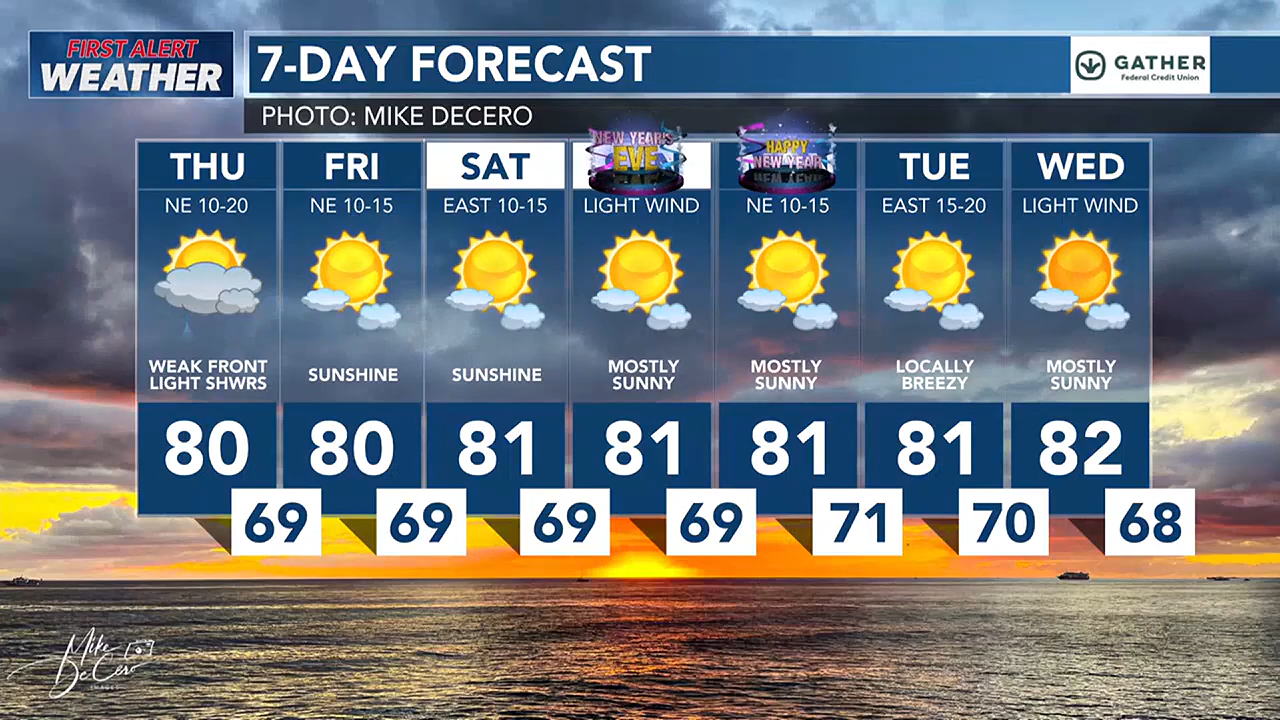 FIRST ALERT
WEATHER
7-DAY FORECAST
GATHER
Federal Credit Union
PHOTO: MIKE DECERO
THU
FRI
SAT
NEW YEAR'S
EVE
HAPPY
NEW YEAR
TUE
WED
NE 10-20
NE 10-15
EAST 10-15
LIGHT WIND
NE 10-15
EAST 15-20
LIGHT WIND
WEAK FRONT
LIGHT SHWRS
SUNSHINE
SUNSHINE
MOSTLY
SUNNY
MOSTLY
SUNNY
LOCALLY
BREEZY
MOSTLY
SUNNY
80
80
81
81
81
81
82
69
69
69
69
71
70
68
Mike
DeCero
IMAGES